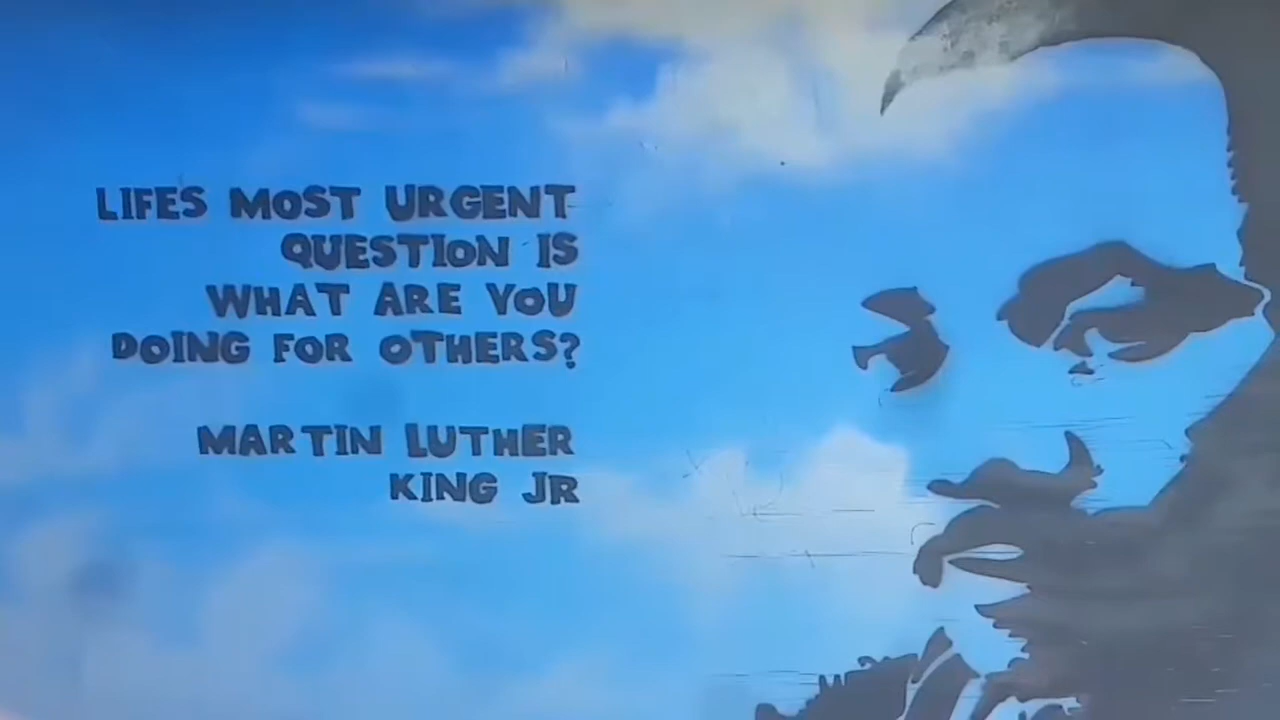 LIFES MOST URGENT
QUESTION IS
WHAT ARE YOU
DOING FOR OTHERS?
MARTIN LUTHER
KING JR